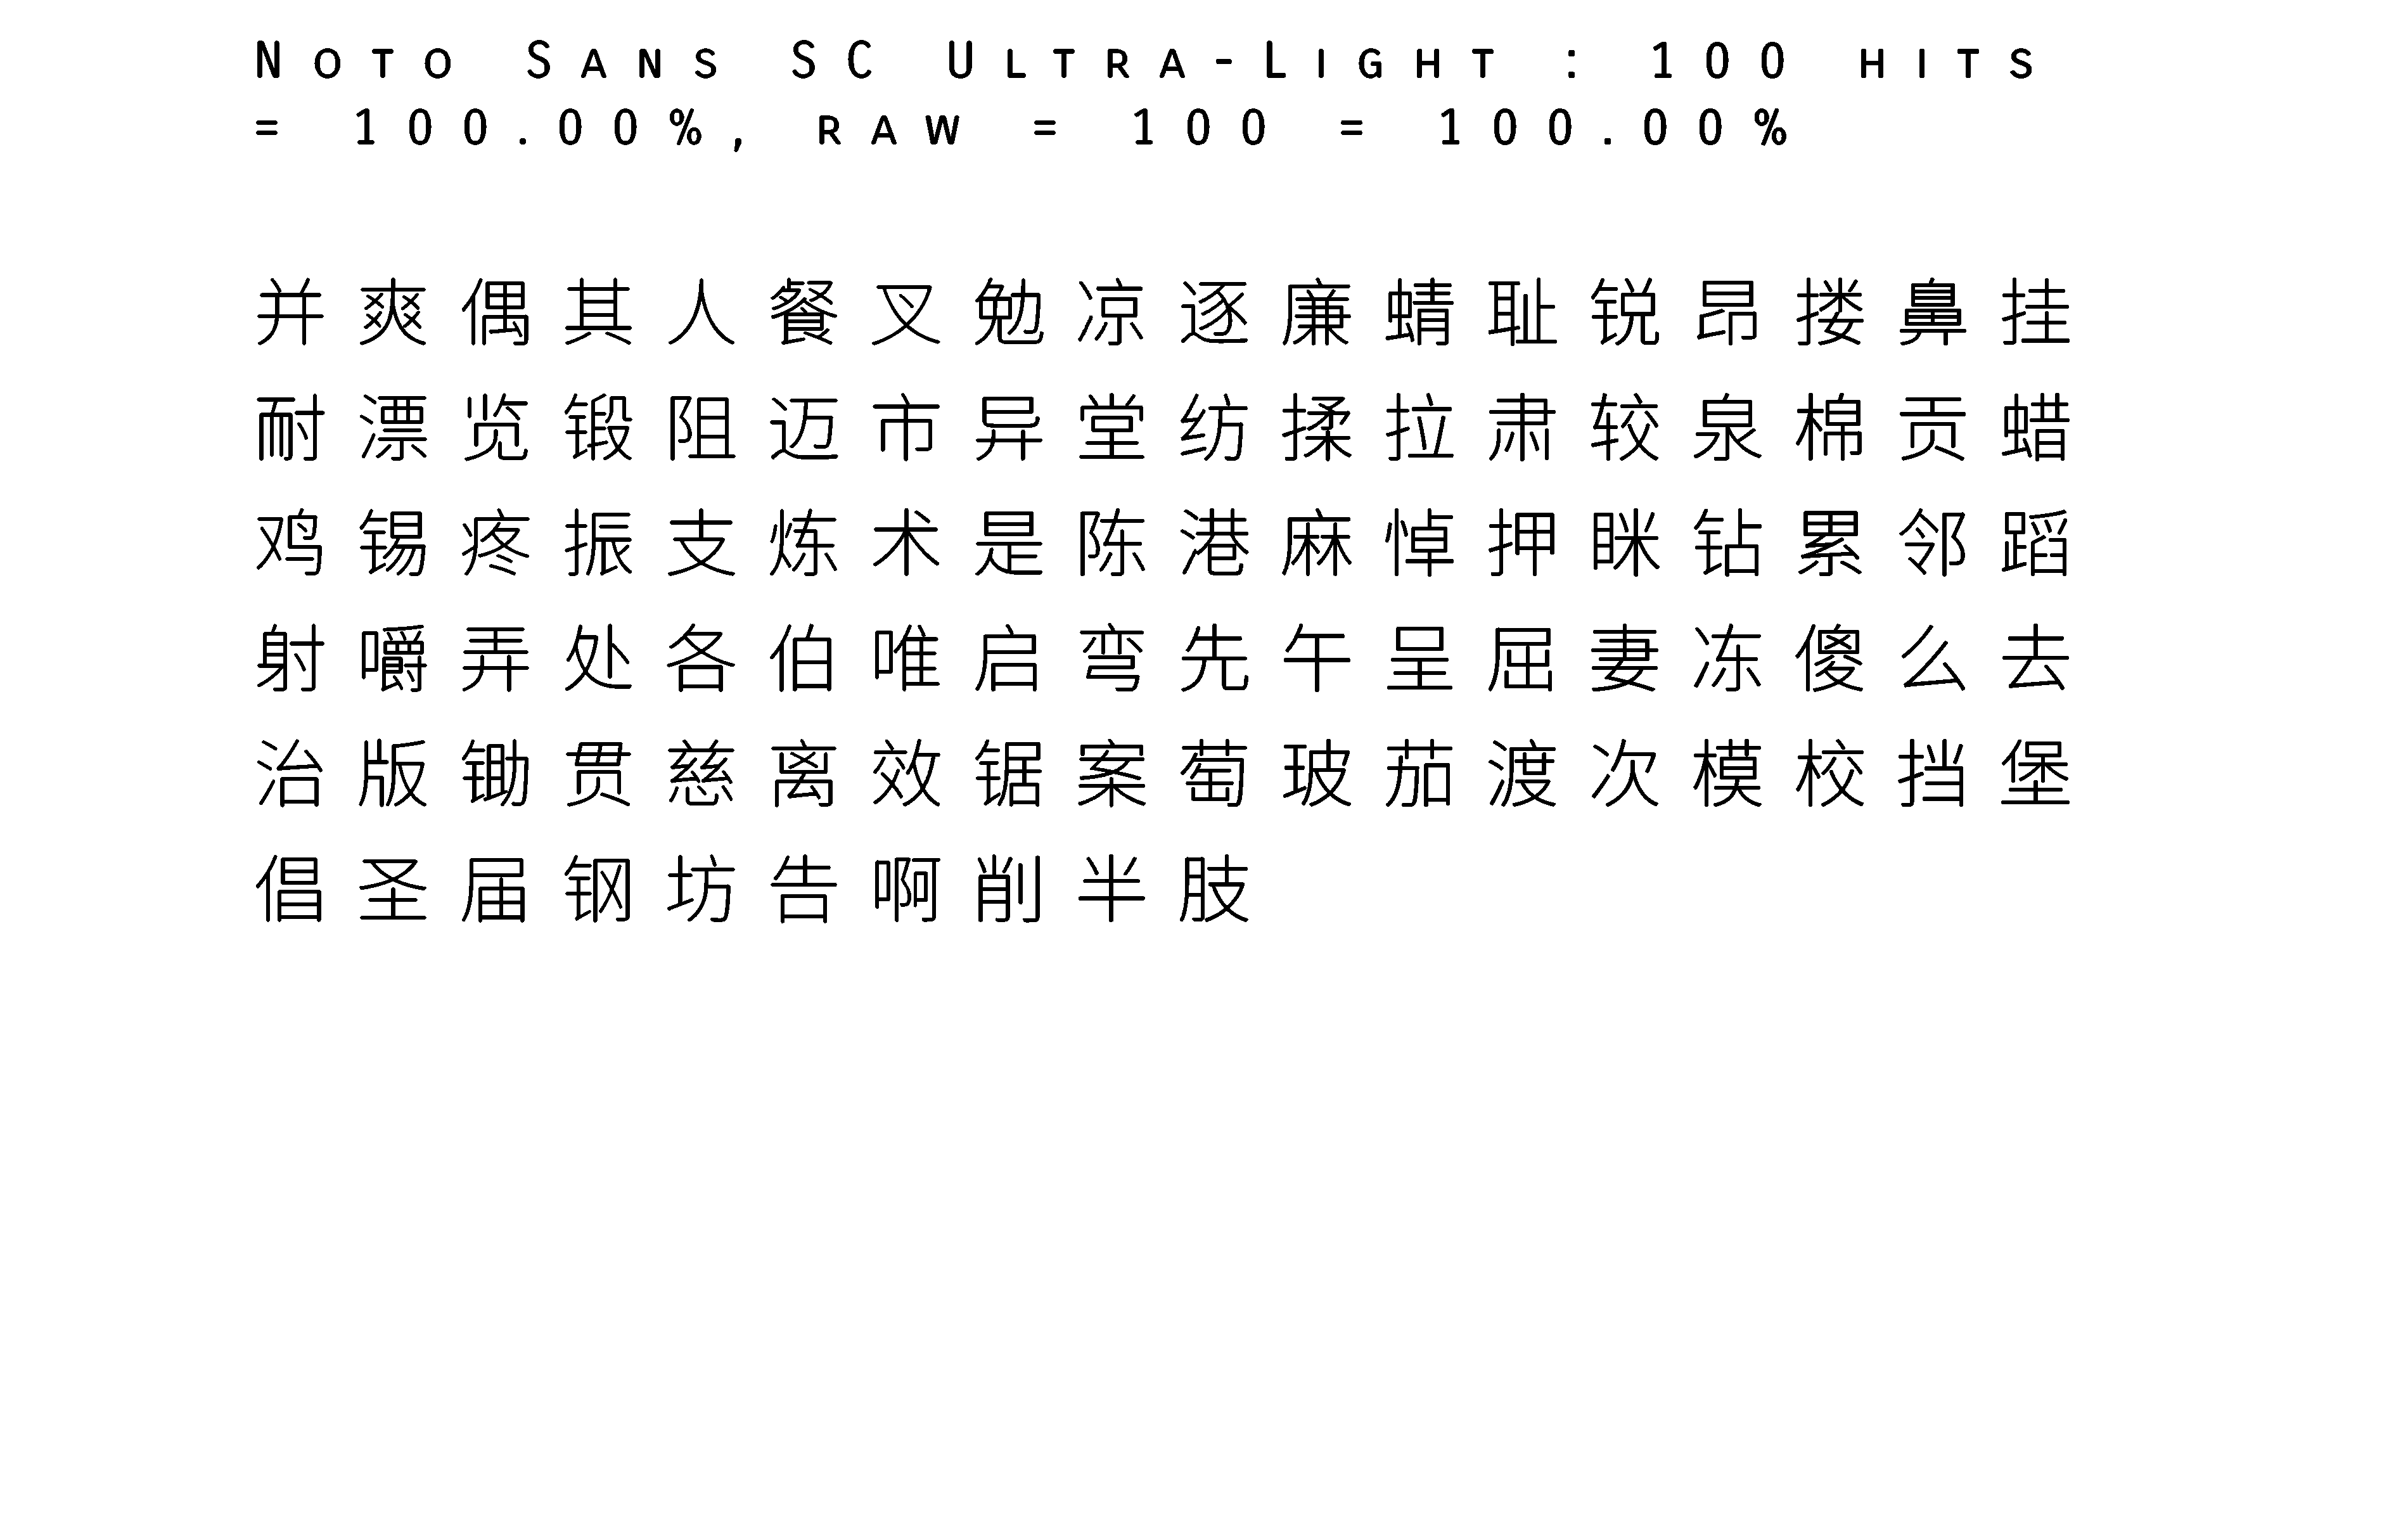 Noto Sans SC Ultra-Light : 100 hits
= 100.00%, raw = 100 = 100.00%
并爽偶其人餐叉勉凉逐廉蜻耻锐昂搂鼻挂
耐漂览锻阻迈市异堂纺揉拉肃较泉棉贡蜡
鸡锡疼振支炼术是陈港麻悼押眯钻累邻蹈
射嚼弄处各伯唯启弯先午呈屈妻冻傻么去
治版锄贯慈离效锯案萄玻茄渡次模校挡堡
倡圣届钢坊告啊削半肢